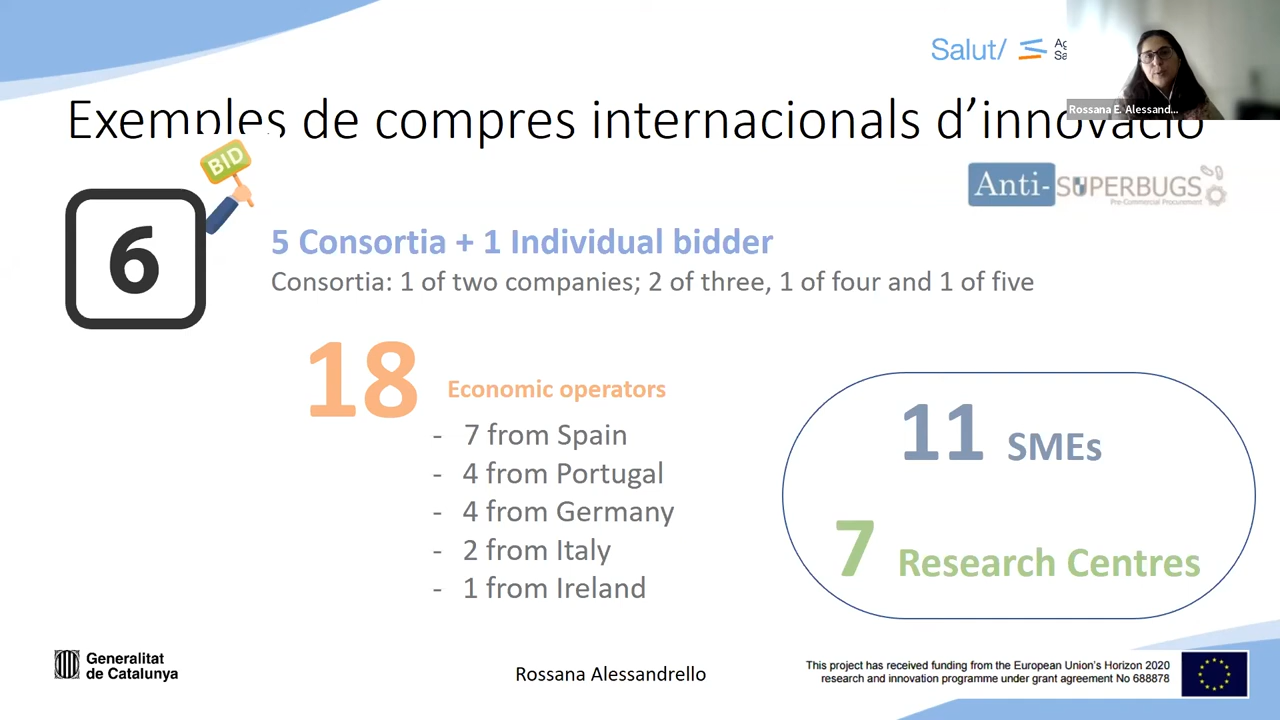 Salut/
Rossana E. Alessand...
Exemples de compres internacionals d'innovació
BID
Anti-SUPERBUGS
Pre-Commercial Procurement
6
5 Consortia + 1 Individual bidder
Consortia: 1 of two companies; 2 of three, 1 of four and 1 of five
18 Economic operators
- 7 from Spain
- 4 from Portugal
- 4 from Germany
- 2 from Italy
- 1 from Ireland
11 SMEs
7 Research Centres
Generalitat
de Catalunya
Rossana Alessandrello
This project has received funding from the European Union's Horizon 2020
research and innovation programme under grant agreement No 688878